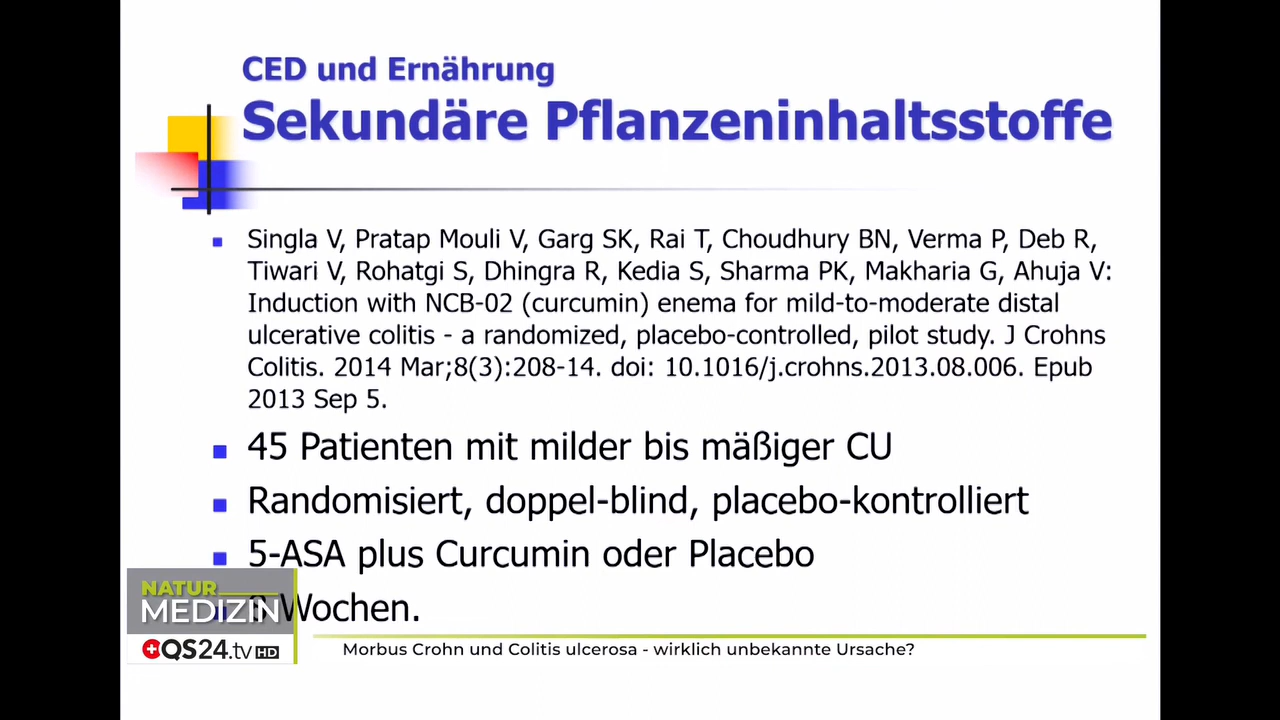 CED und Ernährung
Sekundäre Pflanzeninhaltsstoffe
Singla V, Pratap Mouli V, Garg SK, Rai T, Choudhury BN, Verma P, Deb R,
Tiwari V, Rohatgi S, Dhingra R, Kedia S, Sharma PK, Makharia G, Ahuja V:
Induction with NCB-02 (curcumin) enema for mild-to-moderate distal
ulcerative colitis - a randomized, placebo-controlled, pilot study. J Crohns
Colitis. 2014 Mar;8(3):208-14. doi: 10.1016/j.crohns.2013.08.006. Epub
2013 Sep 5.
45 Patienten mit milder bis mäßiger CU
Randomisiert, doppel-blind, placebo-kontrolliert
5-ASA plus Curcumin oder Placebo
Wochen.
NATUR
MEDIZIN
QS24.tv HD
Morbus Crohn und Colitis ulcerosa - wirklich unbekannte Ursache?